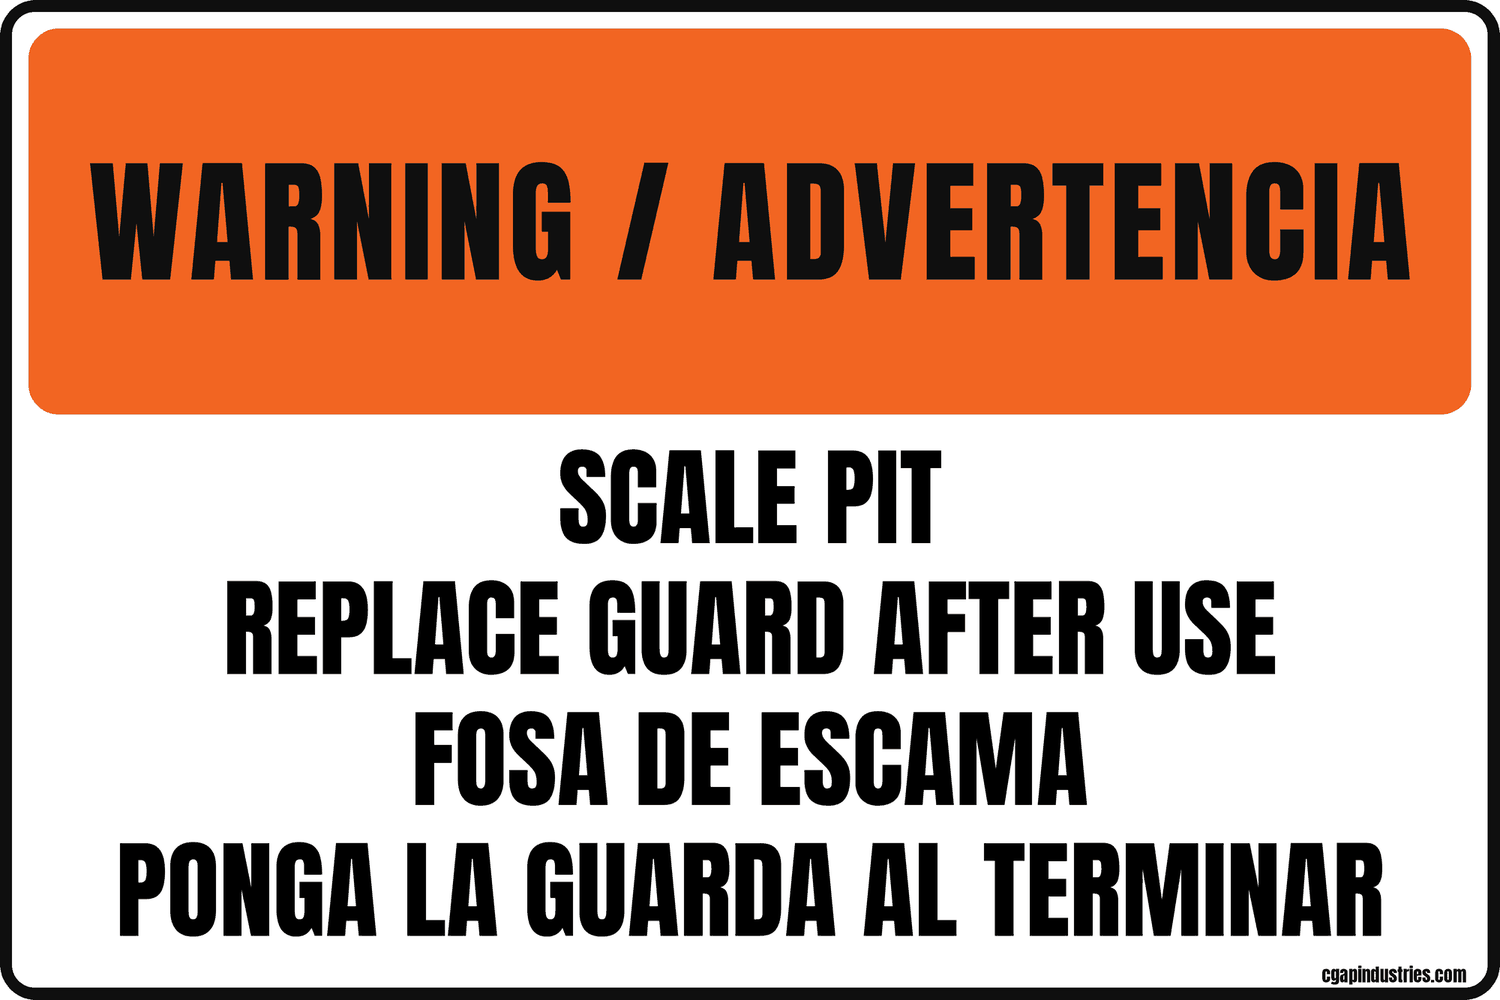 WARNING / ADVERTENCIA
SCALE PIT
REPLACE GUARD AFTER USE
FOSA DE ESCAMA
PONGA LA GUARDA AL TERMINAR
cgapindustries.com